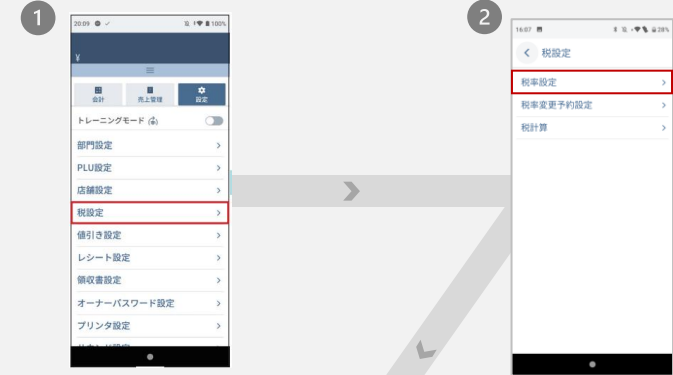 1
20:09
100%
¥
会計
売上管理
設定
トレーニングモード
部門設定
PLU設定
店舗設定
税設定
値引き設定
レシート設定
領収書設定
オーナーパスワード設定
プリンタ設定
2
16:07
28%
税設定
税率設定
税率変更予約設定
税計算